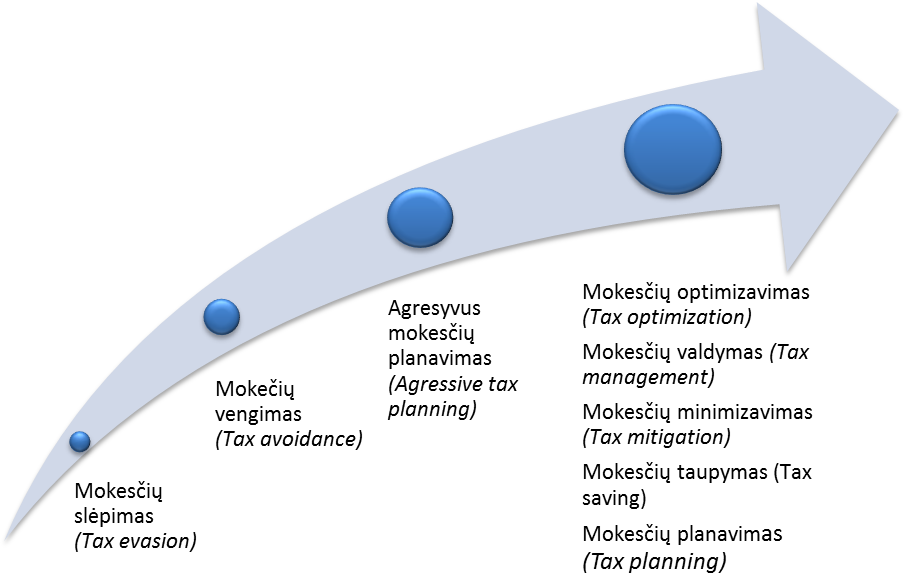 Mokesčių
slėpimas
(Tax evasion)
Mokečių
vengimas
(Tax avoidance)
Agresyvus
mokesčių
planavimas
(Agressive tax
planning)
Mokesčių optimizavimas
(Tax optimization)
Mokesčių valdymas (Tax
management)
Mokesčių minimizavimas
(Tax mitigation)
Mokesčių taupymas (Tax
saving)
Mokesčių planavimas
(Tax planning)